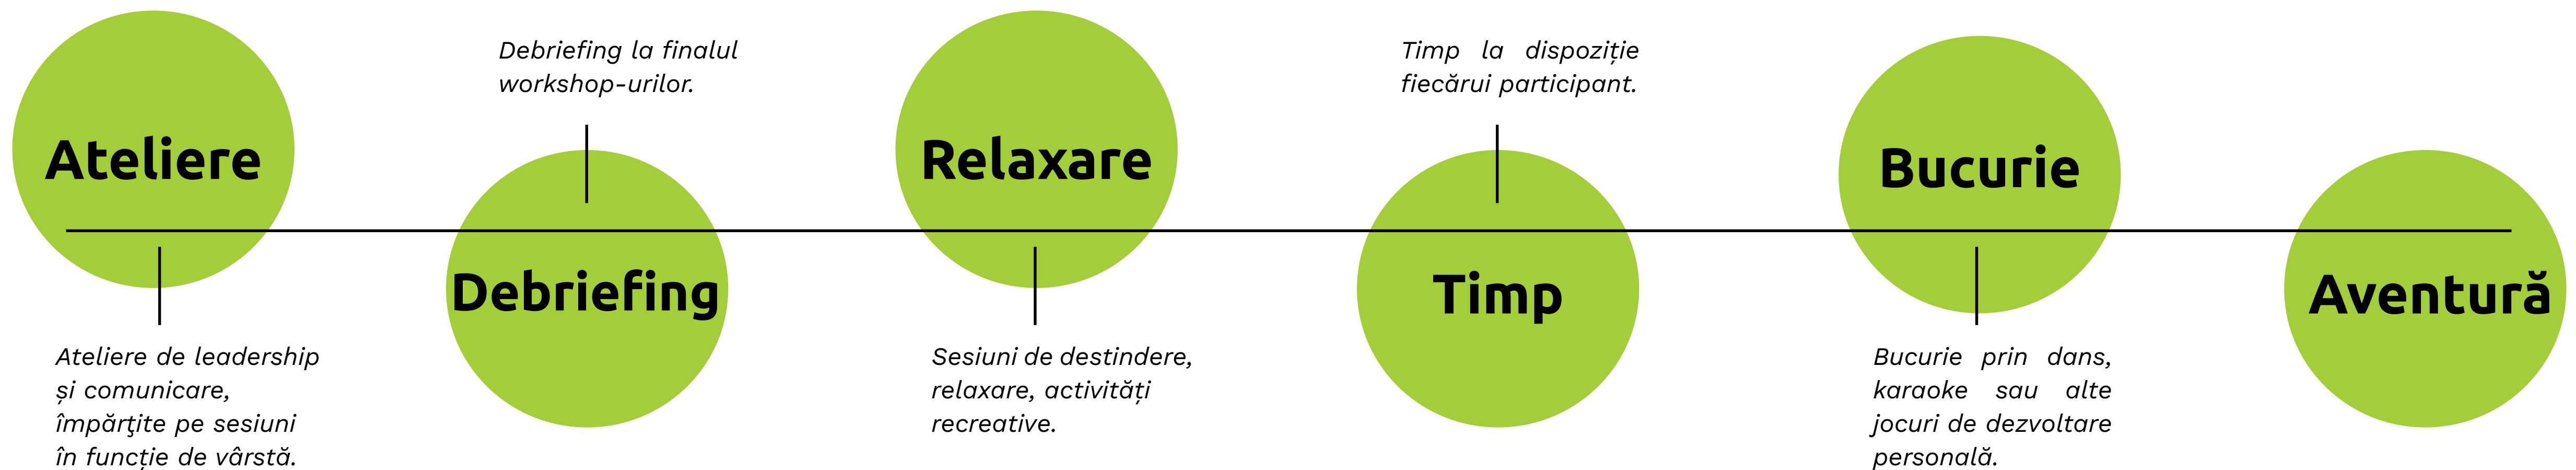 Ateliere
Ateliere de leadership
și comunicare,
împărţite pe sesiuni
în funcție de vârstă.
Debriefing la finalul
workshop-urilor.
Debriefing
Relaxare
Sesiuni de destindere,
relaxare, activități
recreative.
Timp la dispoziție
fiecărui participant.
Timp
Bucurie
Bucurie prin dans,
karaoke sau alte
jocuri de dezvoltare
personală.
Aventură